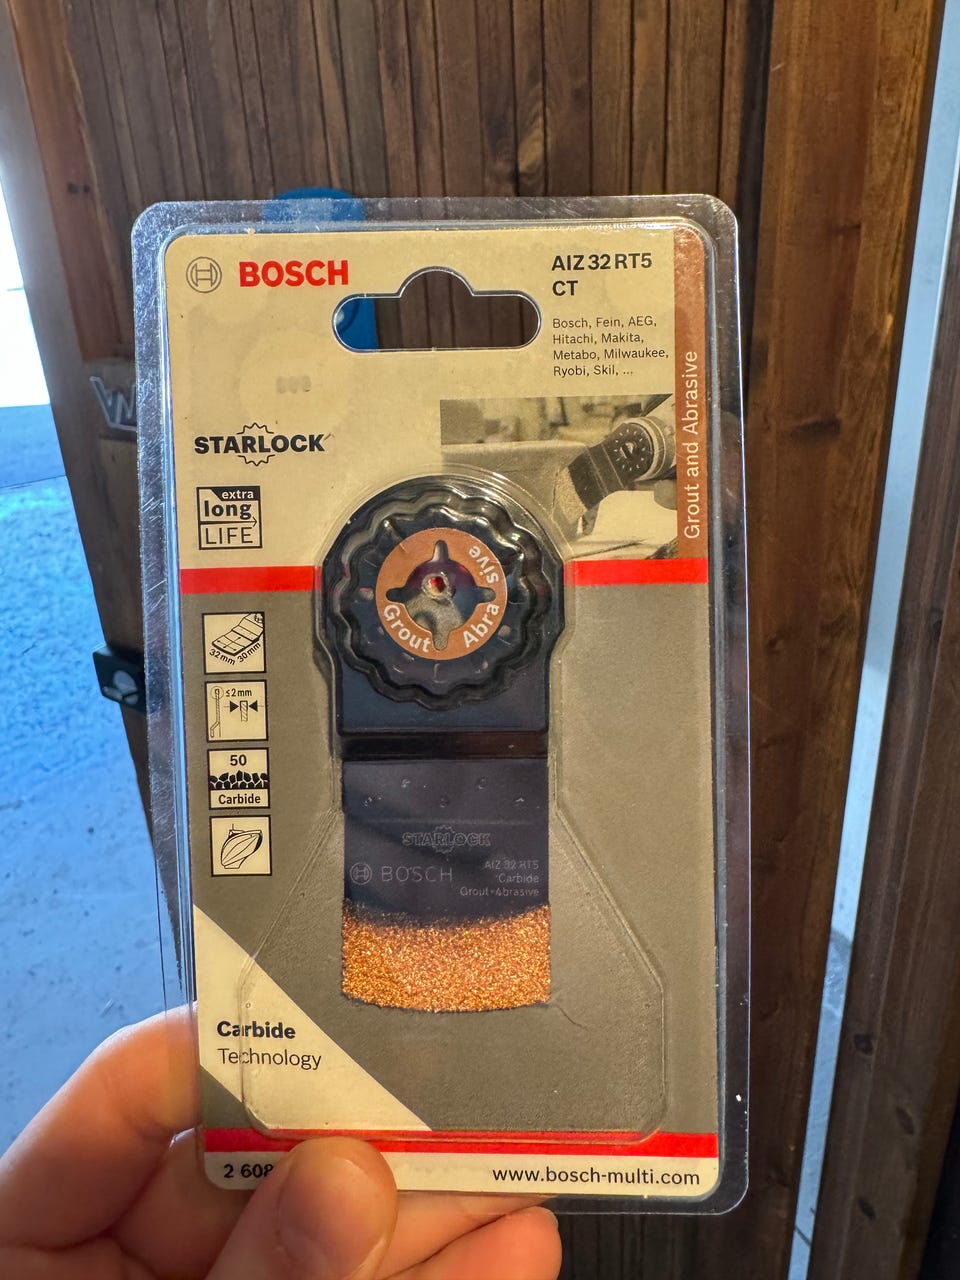 BOSCH
AIZ 32 RT5
CT
Bosch, Fein, AEG,
Hitachi, Makita,
Metabo, Milwaukee,
Ryobi, Skil, ...
Grout and Abrasive
STARLOCK
extra
long
LIFE
Grout Abrasive
32mm 30mm
≤2mm
50
Carbide
STARLOCK
BOSCH
AIZ 32 RT5
Carbide
Grout+Abrasive
Carbide
Technology
2 608
www.bosch-multi.com